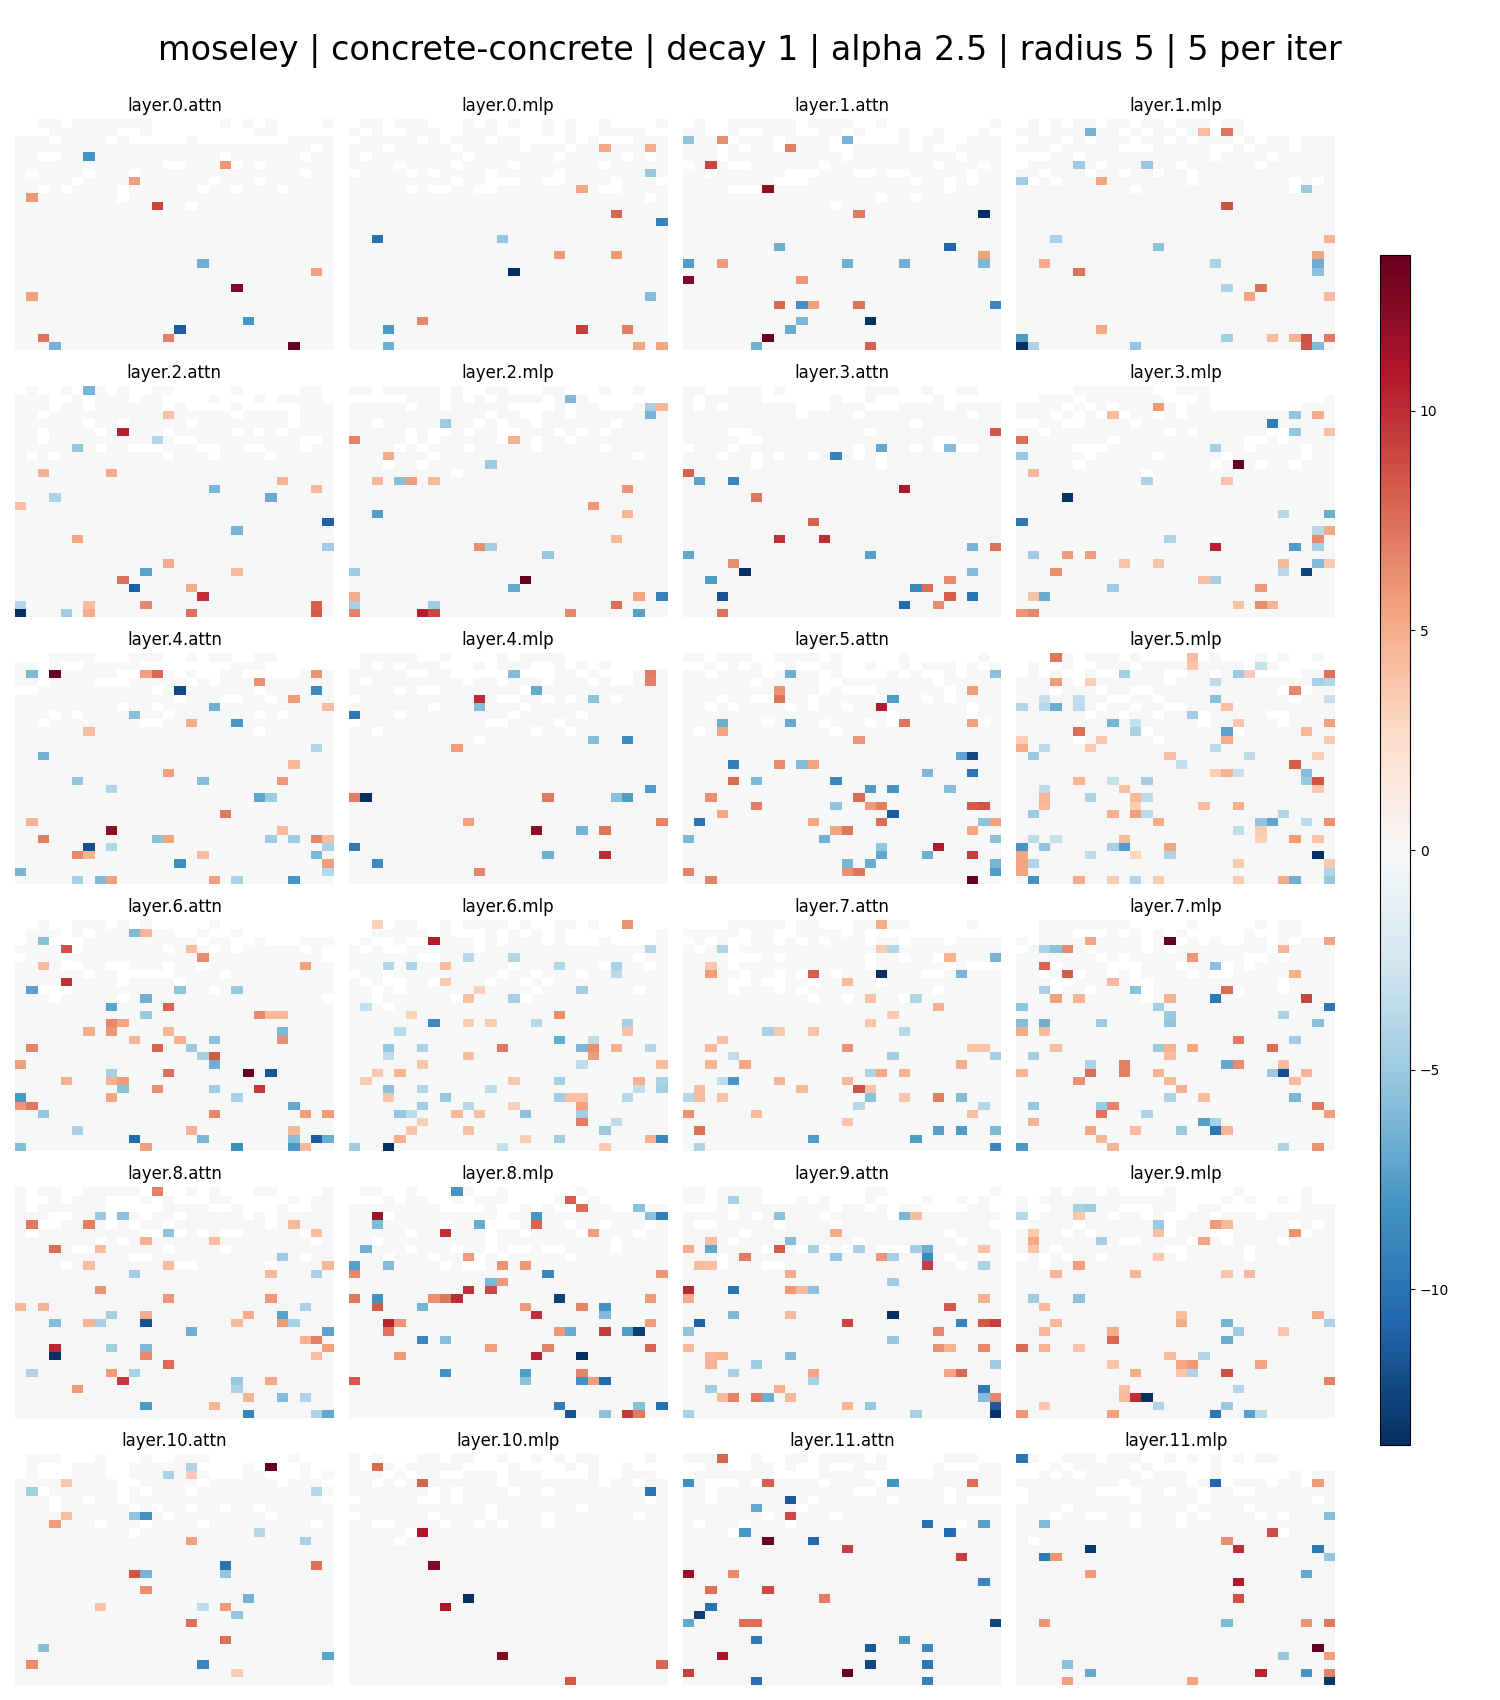 moseley | concrete-concrete | decay 1 | alpha 2.5 | radius 5 | 5 per iter
layer.0.attn layer.0.mlp layer.1.attn layer.1.mlp
layer.2.attn layer.2.mlp layer.3.attn layer.3.mlp
10
layer.4.attn layer.4.mlp layer.5.attn layer.5.mlp
5
0
layer.6.attn layer.6.mlp layer.7.attn layer.7.mlp
−5
layer.8.attn layer.8.mlp layer.9.attn layer.9.mlp
−10
layer.10.attn layer.10.mlp layer.11.attn layer.11.mlp